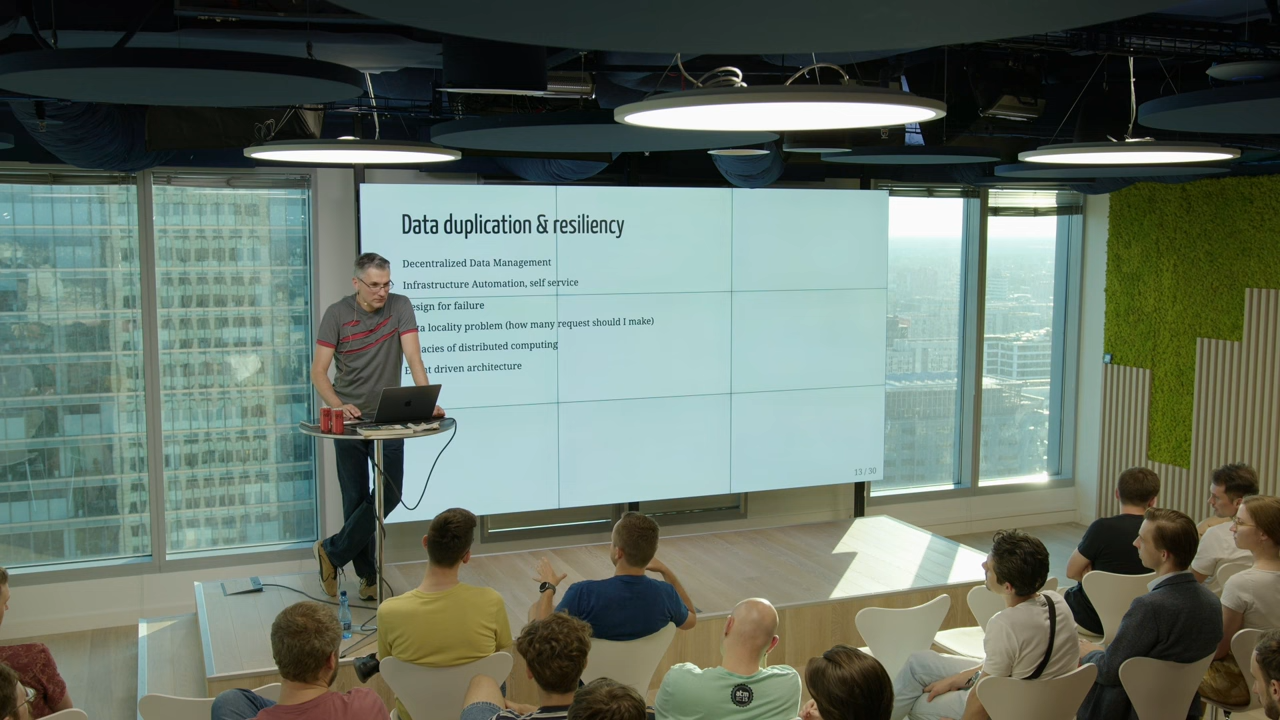 Data duplication & resiliency
Decentralized Data Management
Infrastructure Automation, self service
esign for failure
ta locality problem (how many request should I make)
acies of distributed computing
t driven architecture
13 / 30
atm